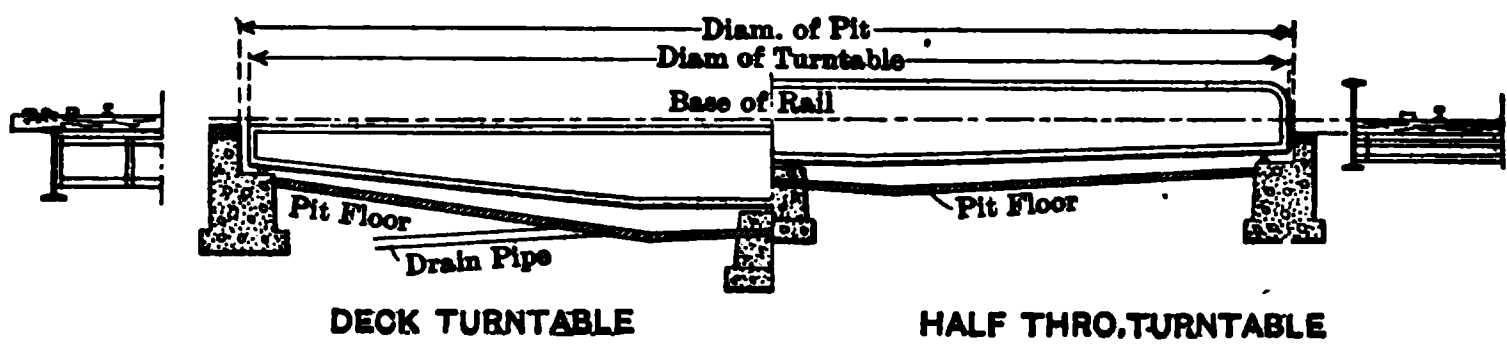 Diam. of Pit
Diam of Turntable
Base of Rail
Pit Floor
Pit Floor
Drain Pipe
DECK TURNTABLE
HALF THRO. TURNTABLE